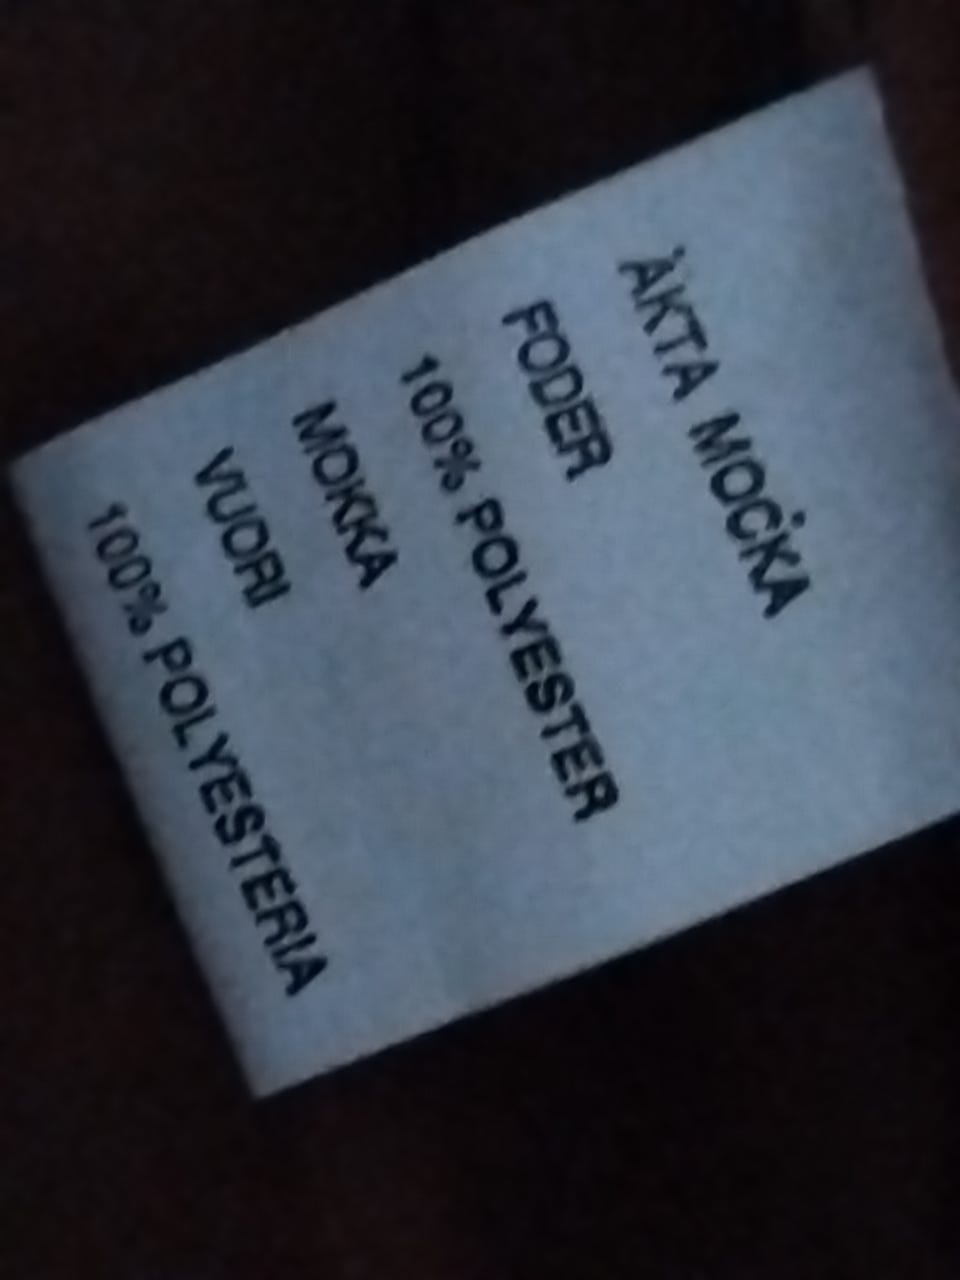 ÄKTA MOCKA
FODER
100% POLYESTER
MOKKA
VUORI
100% POLYESTERIA